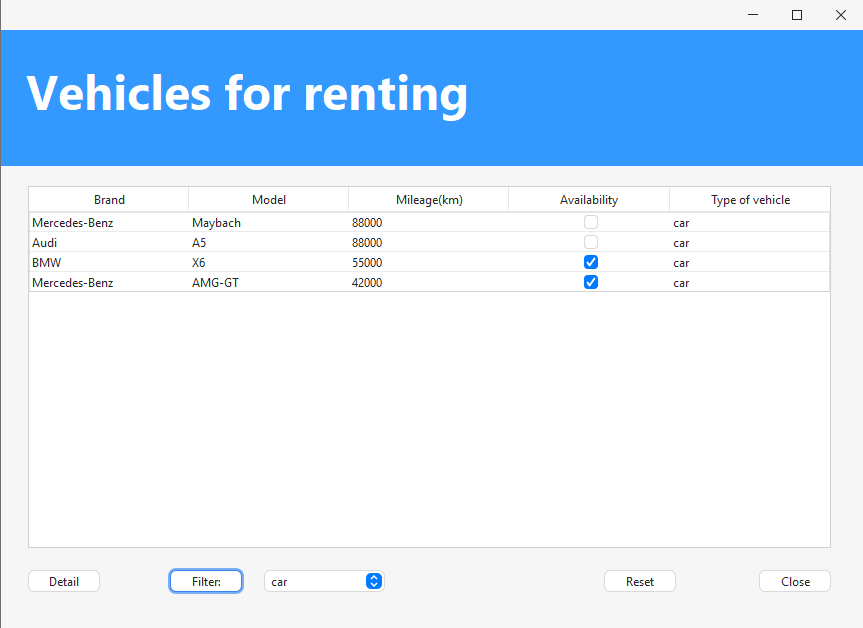 Vehicles for renting
Brand Model Mileage(km) Availability Type of vehicle
Mercedes-Benz Maybach 88000 car
Audi A5 88000 car
BMW X6 55000 car
Mercedes-Benz AMG-GT 42000 car
Detail Filter: car Reset Close